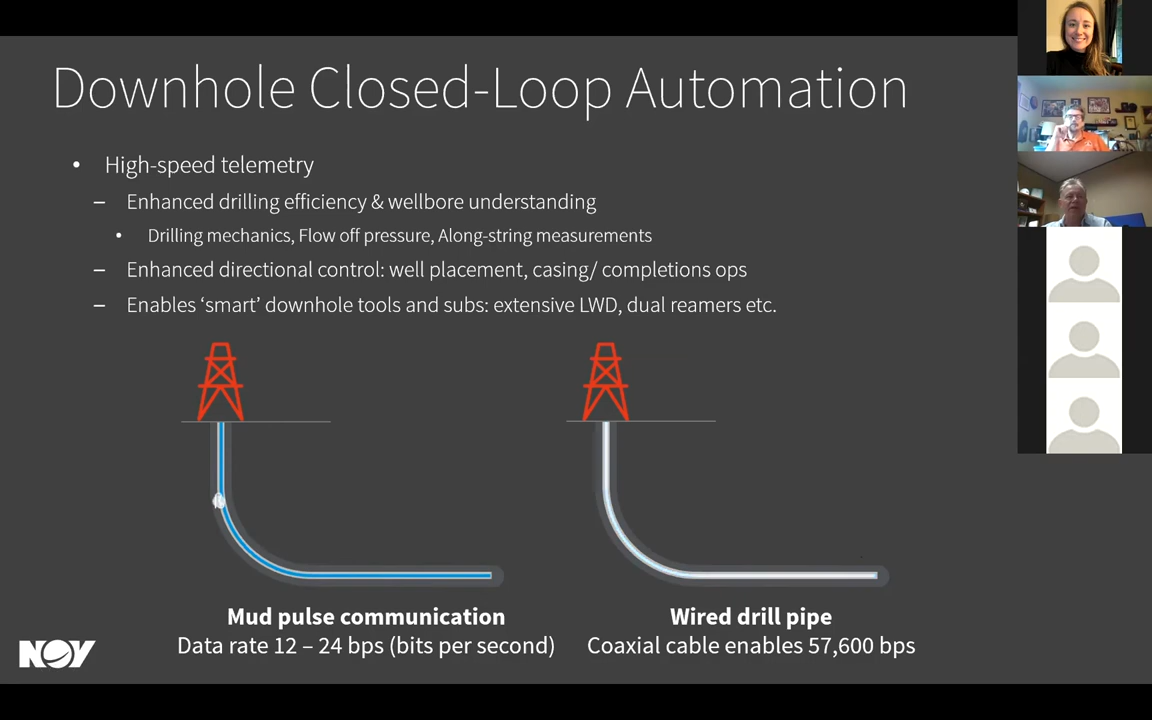 Downhole Closed-Loop Automation
• High-speed telemetry
– Enhanced drilling efficiency & wellbore understanding
• Drilling mechanics, Flow off pressure, Along-string measurements
– Enhanced directional control: well placement, casing/ completions ops
– Enables ‘smart’ downhole tools and subs: extensive LWD, dual reamers etc.
Mud pulse communication
Data rate 12 – 24 bps (bits per second)
Wired drill pipe
Coaxial cable enables 57,600 bps
NOV